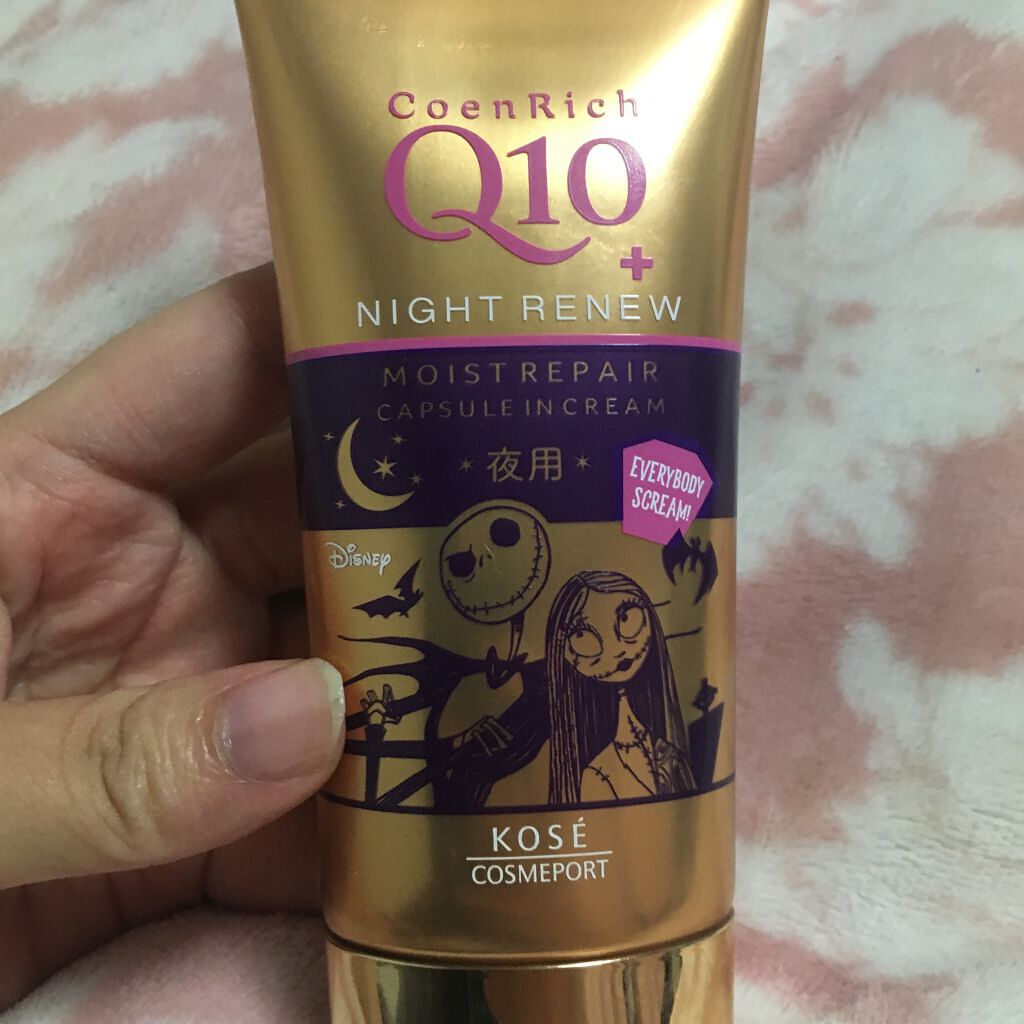 CoenRich
Q10
+
NIGHT RENEW
MOIST REPAIR
CAPSULE IN CREAM
夜用
EVERYBODY
SCREAM!
Disney
KOSÉ
COSMEPORT